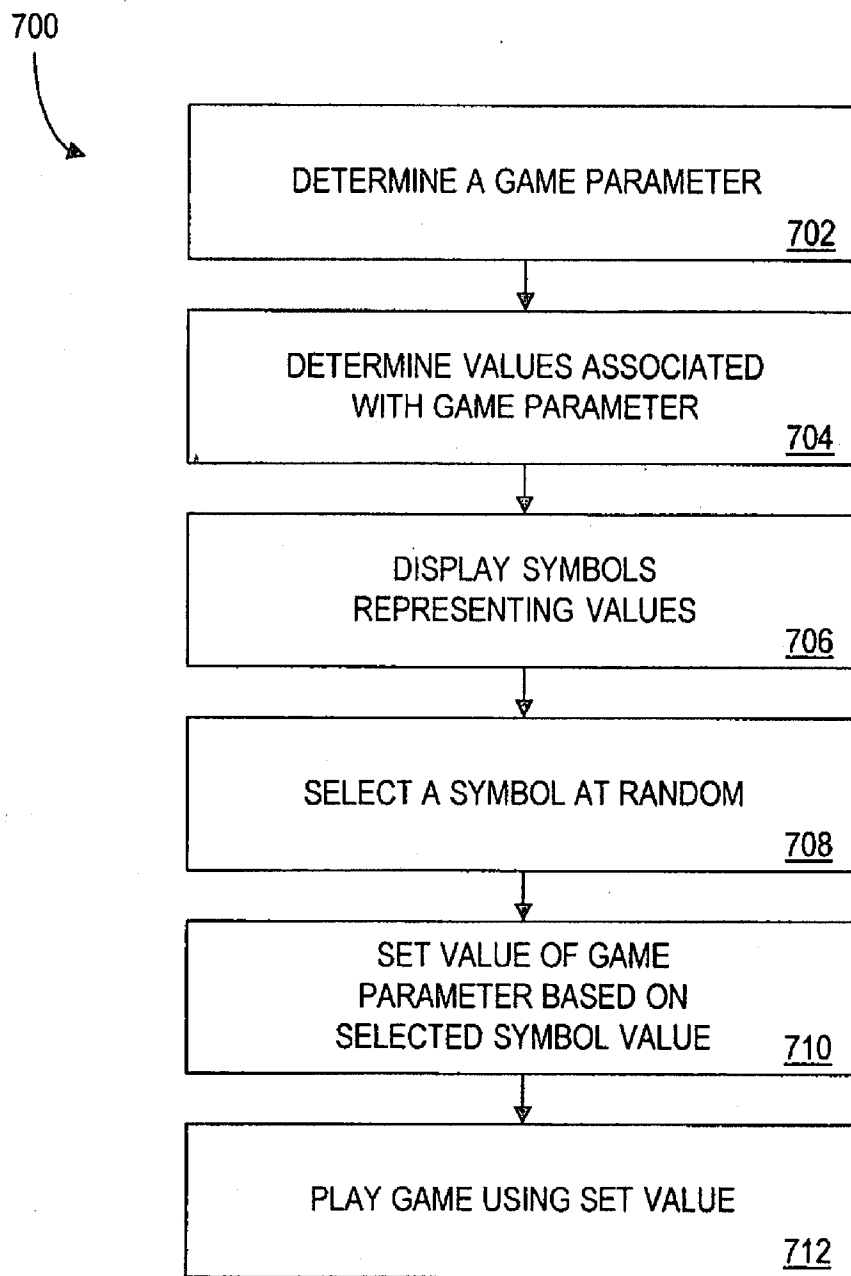 700
DETERMINE A GAME PARAMETER
702
DETERMINE VALUES ASSOCIATED
WITH GAME PARAMETER
704
DISPLAY SYMBOLS
REPRESENTING VALUES
706
SELECT A SYMBOL AT RANDOM
708
SET VALUE OF GAME
PARAMETER BASED ON
SELECTED SYMBOL VALUE
710
PLAY GAME USING SET VALUE
712